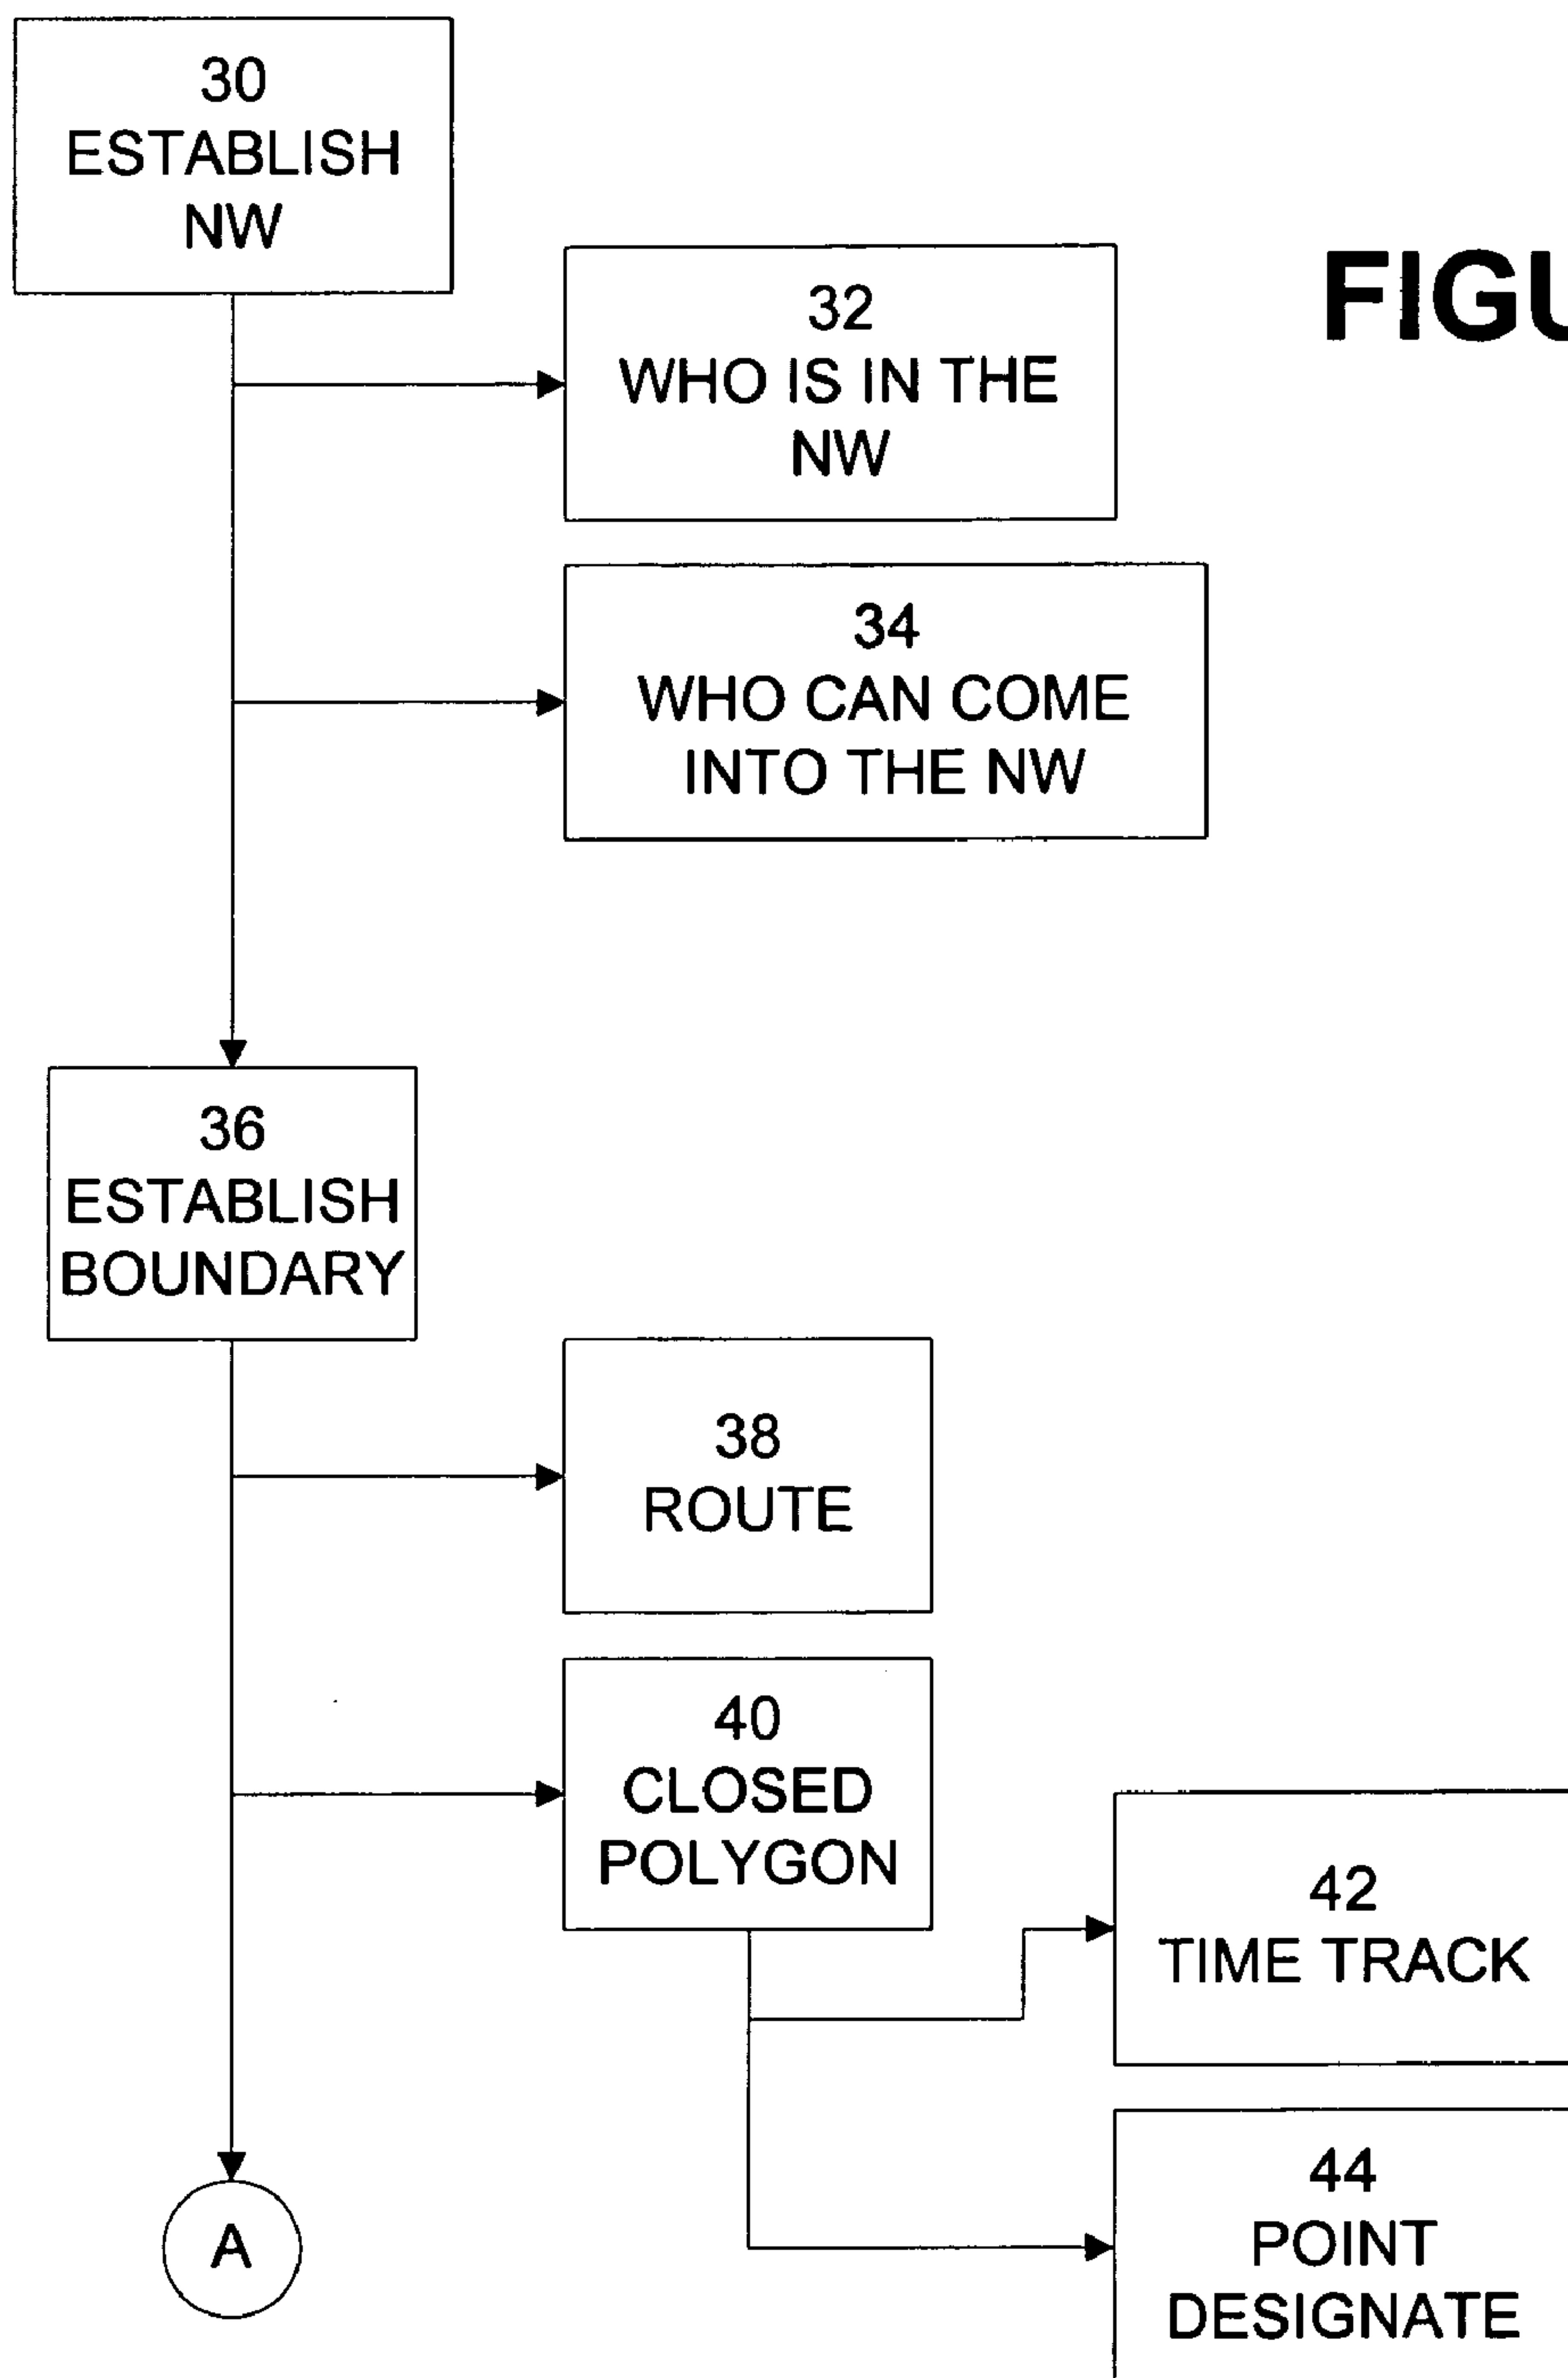 30
ESTABLISH
NW
32
WHO IS IN THE
NW
34
WHO CAN COME
INTO THE NW
36
ESTABLISH
BOUNDARY
38
ROUTE
40
CLOSED
POLYGON
42
TIME TRACK
44
POINT
DESIGNATE
A